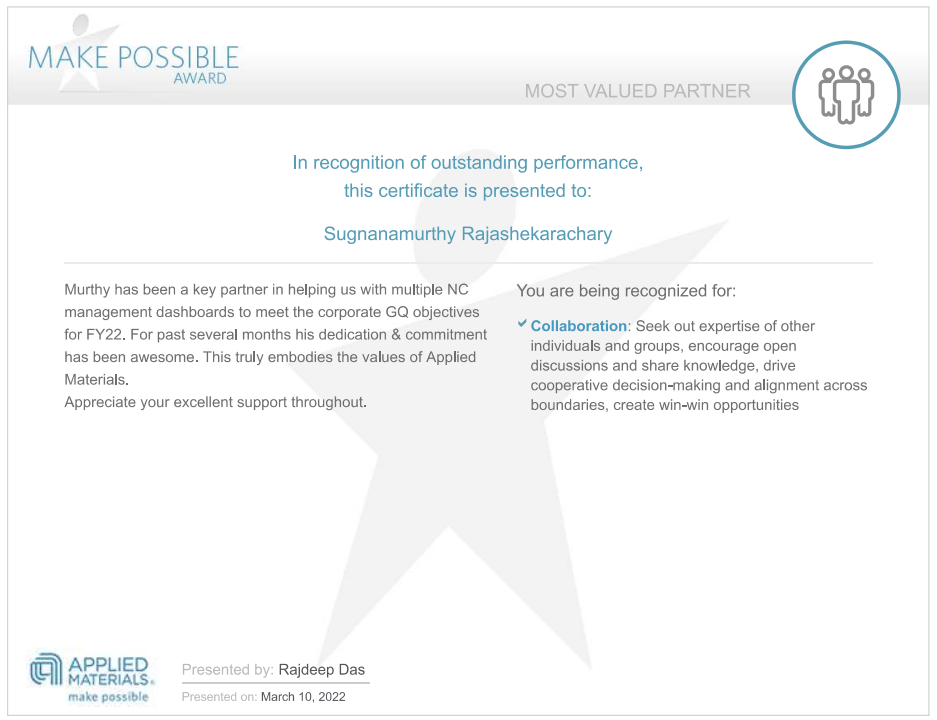 MAKE POSSIBLE
AWARD
MOST VALUED PARTNER
In recognition of outstanding performance,
this certificate is presented to:
Sugnanamurthy Rajashekarachary
Murthy has been a key partner in helping us with multiple NC
management dashboards to meet the corporate GQ objectives
for FY22. For past several months his dedication & commitment
has been awesome. This truly embodies the values of Applied
Materials.
Appreciate your excellent support throughout.
You are being recognized for:
Collaboration: Seek out expertise of other
individuals and groups, encourage open
discussions and share knowledge, drive
cooperative decision-making and alignment across
boundaries, create win-win opportunities
APPLIED
MATERIALS®
make possible
Presented by: Rajdeep Das
Presented on: March 10, 2022